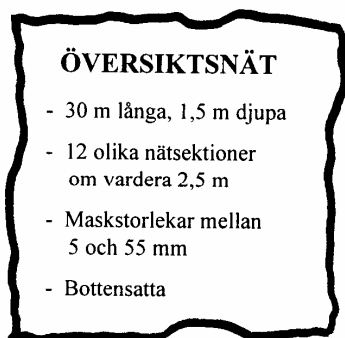 ÖVERSIKTSNÄT
- 30 m långa, 1,5 m djupa
- 12 olika nätsektioner
om vardera 2,5 m
- Maskstorlekar mellan
5 och 55 mm
- Bottensatta